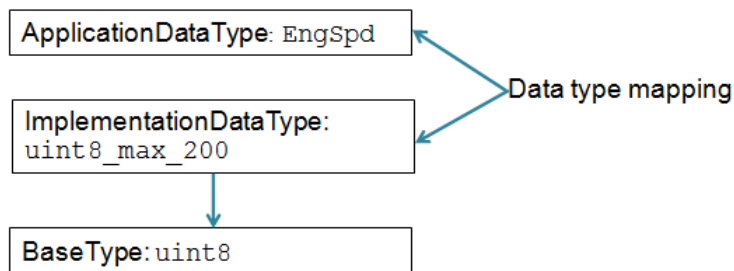 ApplicationDataType: EngSpd
Data type mapping
ImplementationDataType:
uint8_max_200
BaseType: uint8